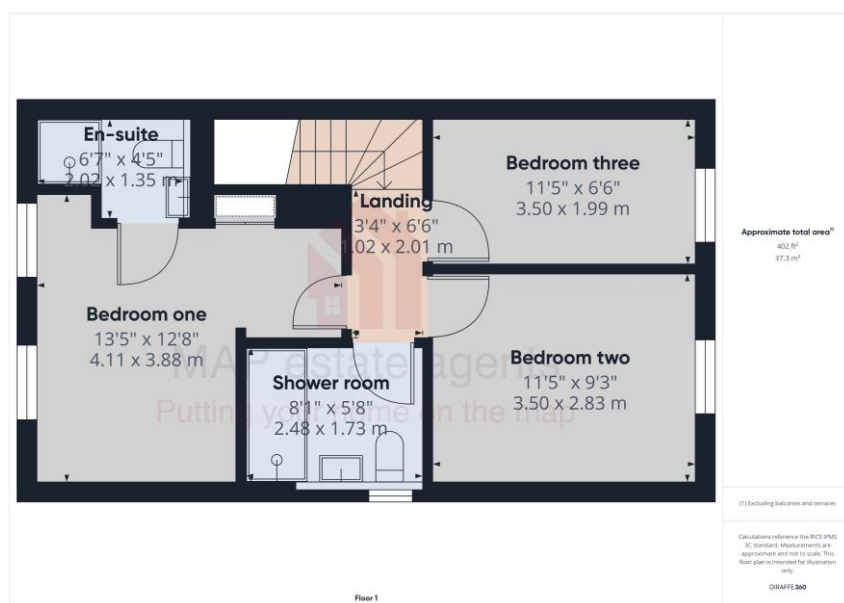 En-suite
6'7" x 4'5"
2.02 x 1.35 m
Bedroom three
11'5" x 6'6"
3.50 x 1.99 m
Landing
3'4" x 6'6"
1.02 x 2.01 m
Approximate total area⁽¹⁾
402 ft²
37.3 m²
Bedroom one
13'5" x 12'8"
4.11 x 3.88 m
Bedroom two
11'5" x 9'3"
3.50 x 2.83 m
Shower room
8'1" x 5'8"
2.48 x 1.73 m
MAP estate agents
Putting your home on the map
(1) Excluding balconies and terraces
Calculations reference the RICS IPMS
3C standard. Measurements are
approximate and not to scale. This
floor plan is intended for illustration
only.
GIRAFFE360
Floor 1